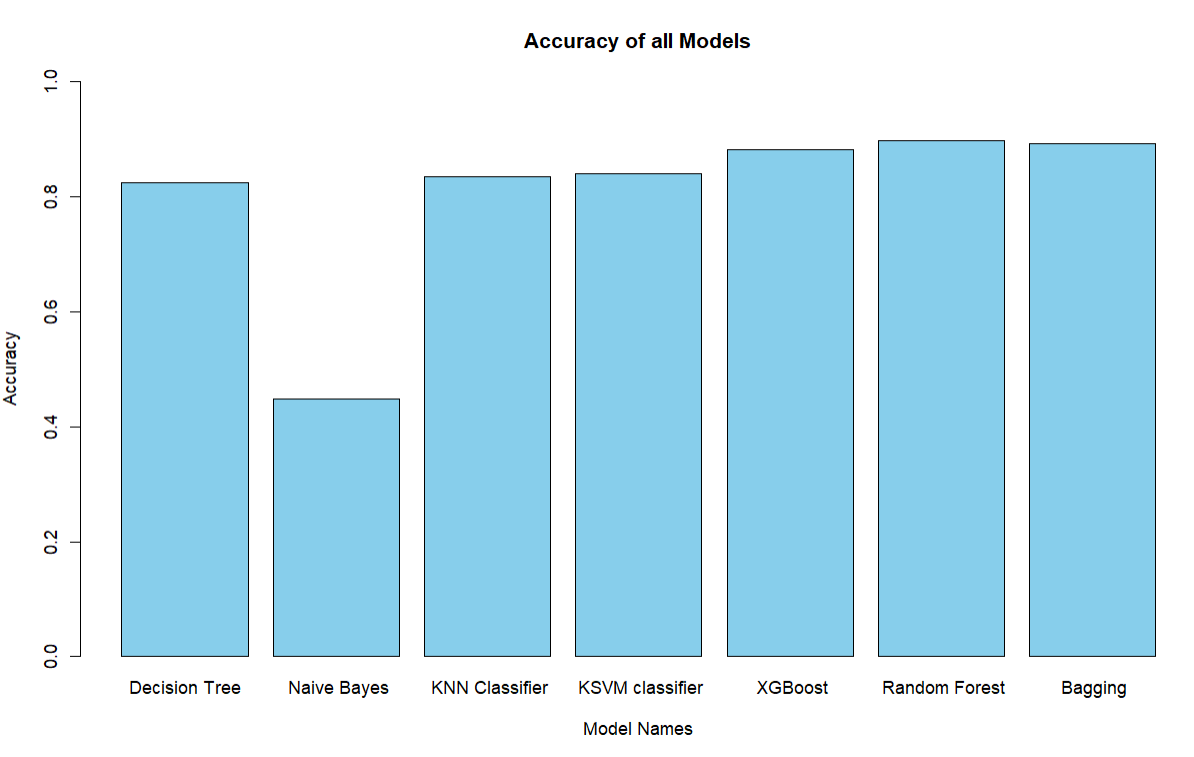 Accuracy of all Models
1.0
0.8
0.6
0.4
0.2
0.0
Accuracy
Decision Tree Naive Bayes KNN Classifier KSVM classifier XGBoost Random Forest Bagging
Model Names